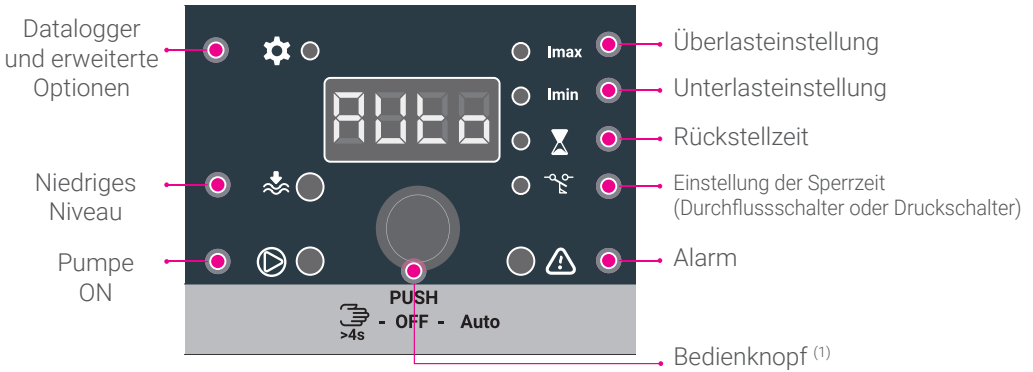 Datalogger
und erweiterte
Optionen
Niedriges
Niveau
Pumpe
ON
Imax
Imin
Auto
PUSH
>4s
- OFF - Auto
Überlasteinstellung
Unterlasteinstellung
Rückstellzeit
Einstellung der Sperrzeit
(Durchflussschalter oder Druckschalter)
Alarm
Bedienknopf (1)